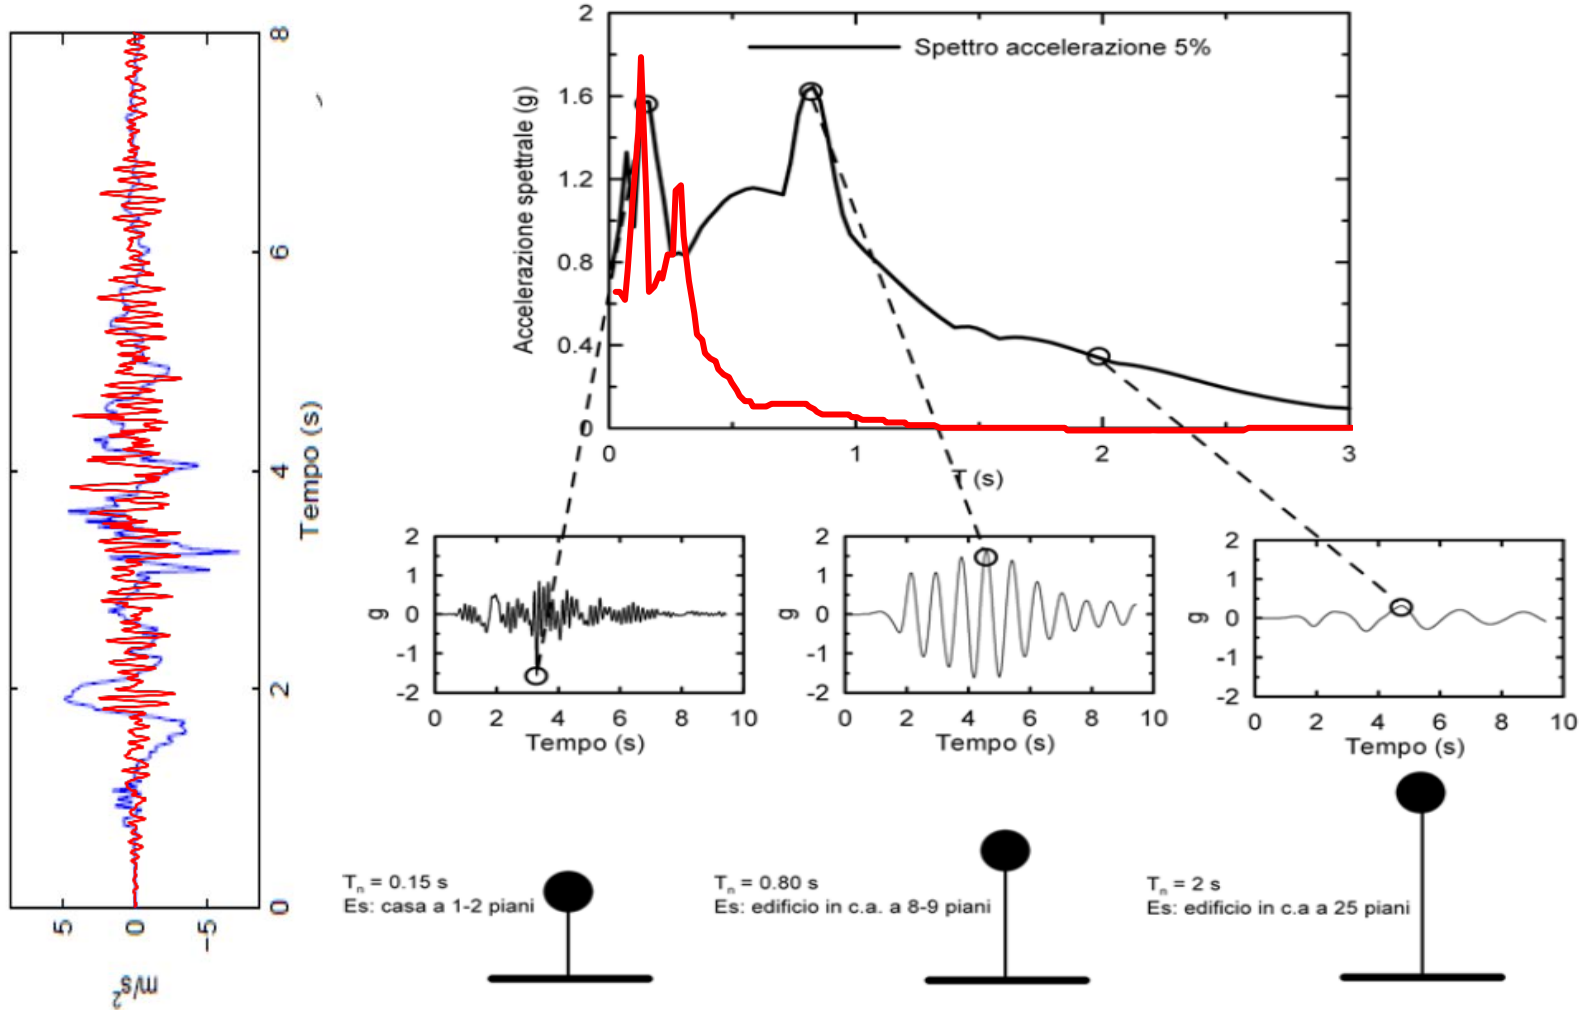 8
6
4
2
0
Tempo (s)
5
0
-5
m/s²
2
1.6
1.2
0.8
0.4
0
Accelerazione spettrale (g)
Spettro accelerazione 5%
0 1 2 3
T (s)
2
1
0
-1
-2
g
0 2 4 6 8 10
Tempo (s)
2
1
0
-1
-2
g
0 2 4 6 8 10
Tempo (s)
2
1
0
-1
-2
g
0 2 4 6 8 10
Tempo (s)
Tn = 0.15 s
Es: casa a 1-2 piani
Tn = 0.80 s
Es: edificio in c.a. a 8-9 piani
Tn = 2 s
Es: edificio in c.a a 25 piani